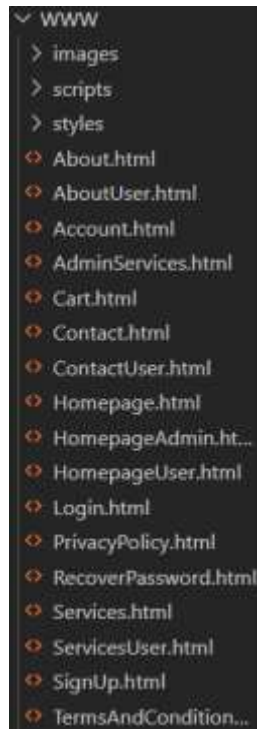 WWW
images
scripts
styles
About.html
AboutUser.html
Account.html
AdminServices.html
Cart.html
Contact.html
ContactUser.html
Homepage.html
HomepageAdmin.ht...
HomepageUser.html
Login.html
PrivacyPolicy.html
RecoverPassword.html
Services.html
ServicesUser.html
SignUp.html
TermsAndCondition...